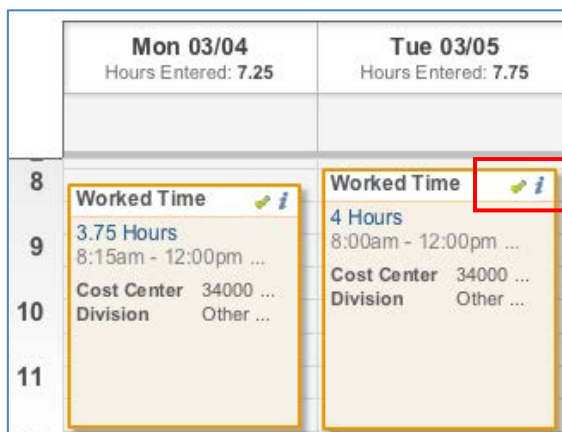 Mon 03/04
Hours Entered: 7.25
Tue 03/05
Hours Entered: 7.75
8
9
10
11
Worked Time i
3.75 Hours
8:15am - 12:00pm ...
Cost Center 34000 ...
Division Other ...
Worked Time i
4 Hours
8:00am - 12:00pm ...
Cost Center 34000 ...
Division Other ...